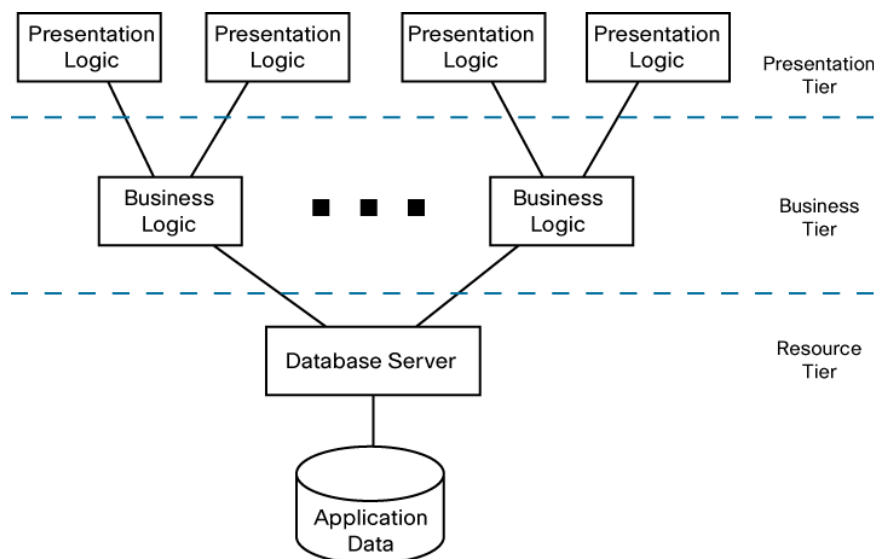 Presentation
Logic
Presentation
Logic
Presentation
Logic
Presentation
Logic
Presentation
Tier
Business
Logic
Business
Logic
Business
Tier
Database Server
Resource
Tier
Application
Data